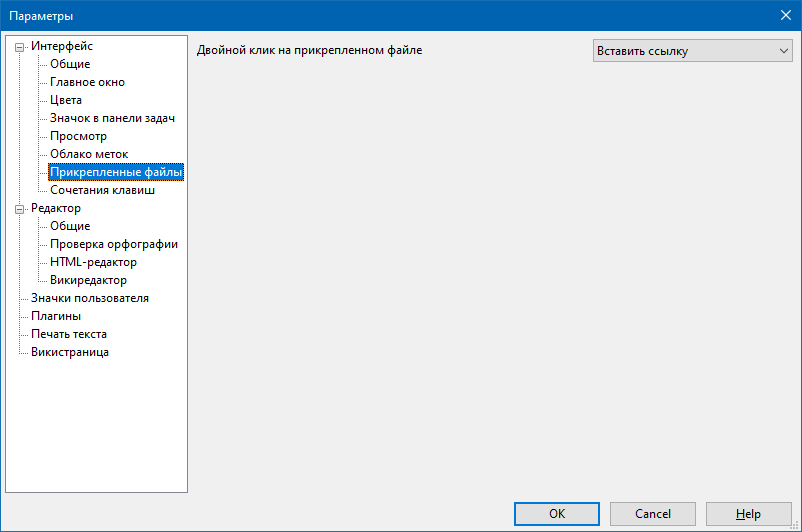 Параметры
Интерфейс
Общие
Главное окно
Цвета
Значок в панели задач
Просмотр
Облако меток
Прикрепленные файлы
Сочетания клавиш
Редактор
Общие
Проверка орфографии
HTML-редактор
Викиредактор
Значки пользователя
Плагины
Печать текста
Викистраница
Двойной клик на прикрепленном файле
Вставить ссылку
OK
Cancel
Help